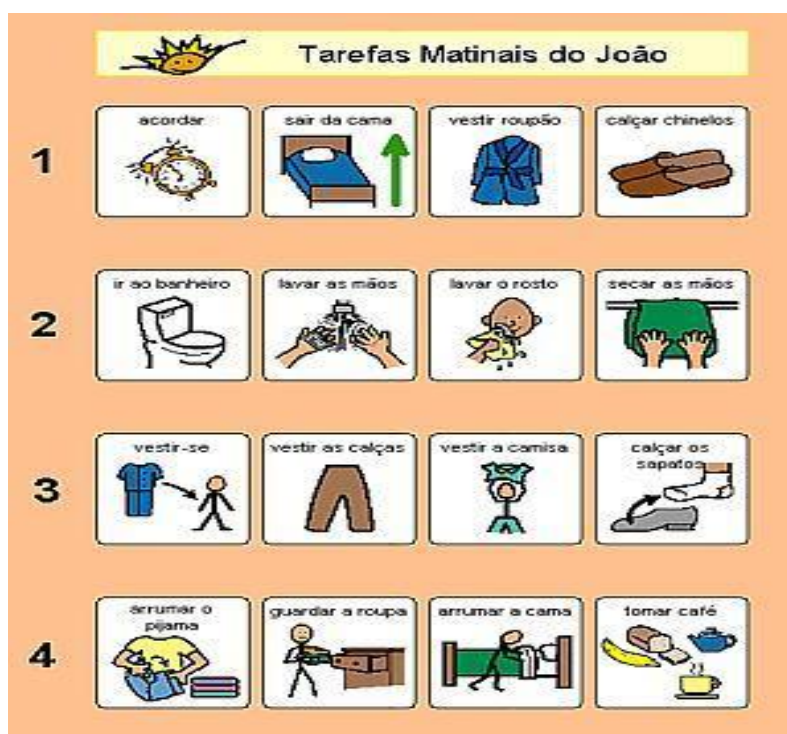 Tarefas Matinais do João
1
acordar
sair da cama
vestir roupão
calçar chinelos
2
ir ao banheiro
lavar as mãos
lavar o rosto
secar as mãos
3
vestir-se
vestir as calças
vestir a camisa
calçar os
sapatos
4
arrumar o
pijama
guardar a roupa
arrumar a cama
tomar café